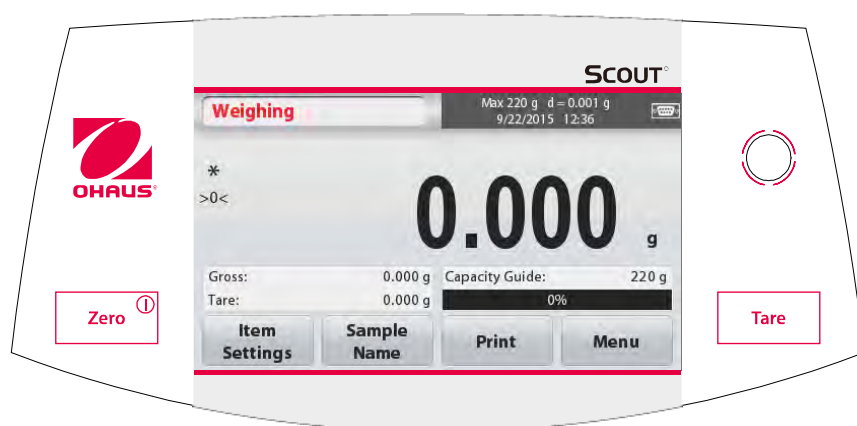 SCOUT
Weighing
Max 220 g d = 0.001 g
9/22/2015 12:36
OHAUS
*
>0<
0.000 g
Gross: 0.000 g
Capacity Guide: 220 g
Tare: 0.000 g
0%
Zero
Tare
Item Settings
Sample Name
Print
Menu